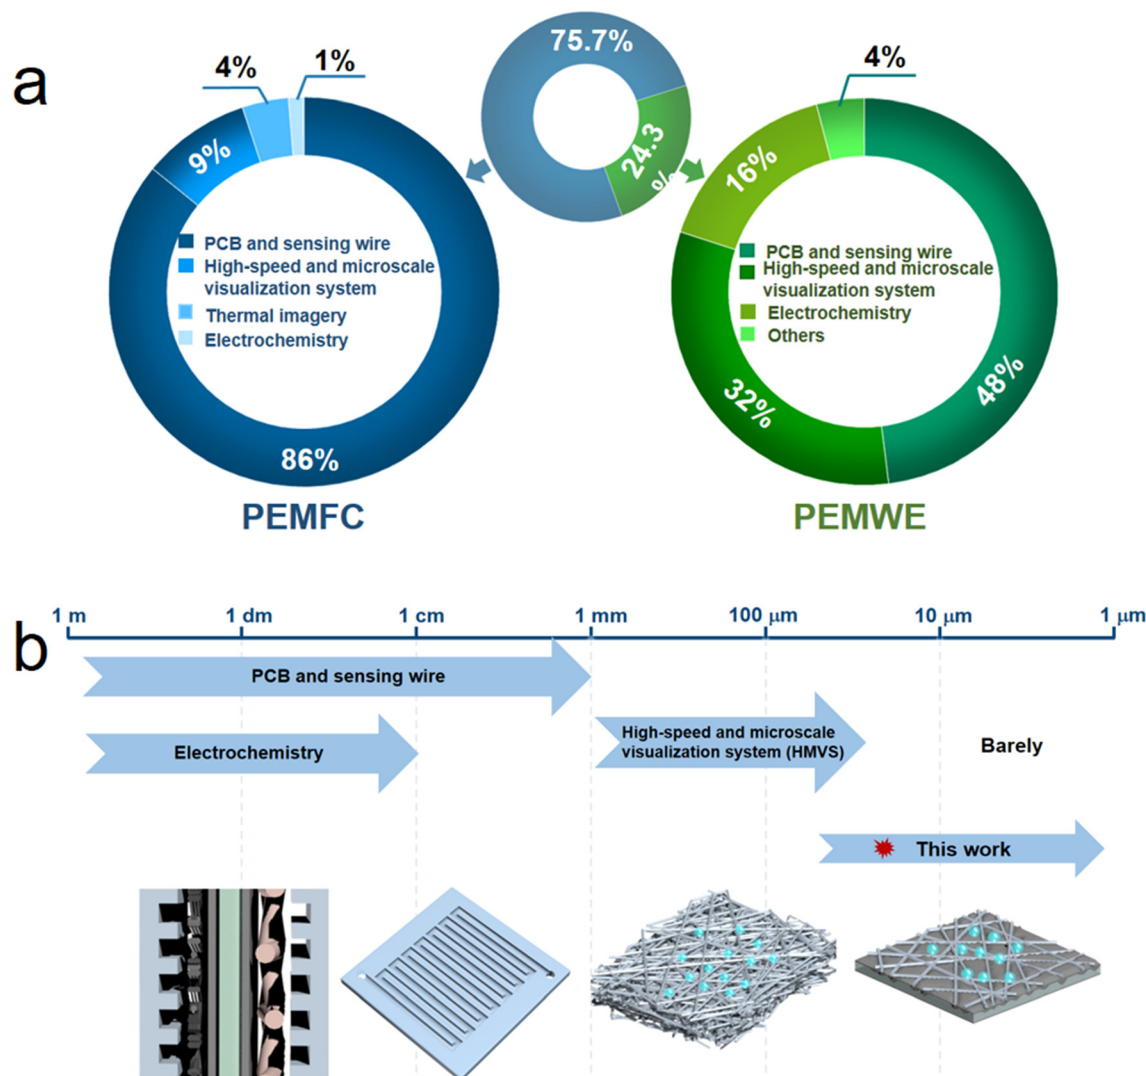 a
75.7%
24.3
%
4%
1%
9%
86%
PCB and sensing wire
High-speed and microscale
visualization system
Thermal imagery
Electrochemistry
PEMFC
4%
16%
32%
48%
PCB and sensing wire
High-speed and microscale
visualization system
Electrochemistry
Others
PEMWE
b
1 m
1 dm
1 cm
1 mm
100 μm
10 μm
1 μm
PCB and sensing wire
Electrochemistry
High-speed and microscale
visualization system (HMVS)
Barely
This work